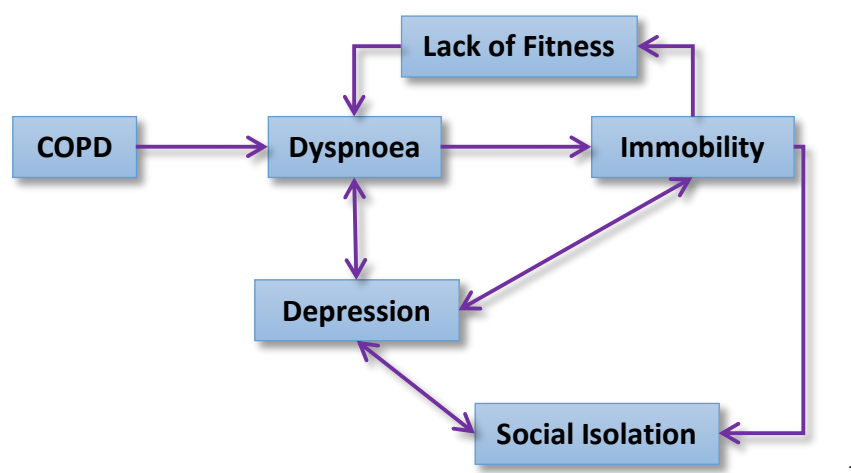 Lack of Fitness
COPD
Dyspnoea
Immobility
Depression
Social Isolation